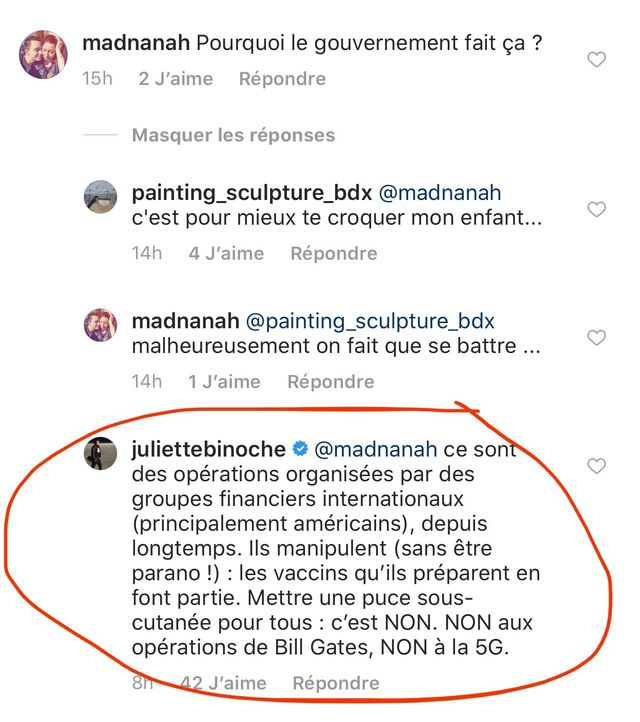 madnanah Pourquoi le gouvernement fait ça ?
15h 2 J'aime Répondre
Masquer les réponses
painting_sculpture_bdx @madnanah
c'est pour mieux te croquer mon enfant...
14h 4 J'aime Répondre
madnanah @painting_sculpture_bdx
malheureusement on fait que se battre ...
14h 1 J'aime Répondre
juliettebinoche @madnanah ce sont
des opérations organisées par des
groupes financiers internationaux
(principalement américains), depuis
longtemps. Ils manipulent (sans être
parano !) : les vaccins qu'ils préparent en
font partie. Mettre une puce sous-
cutanée pour tous : c'est NON. NON aux
opérations de Bill Gates, NON à la 5G.
8h 42 J'aime Répondre